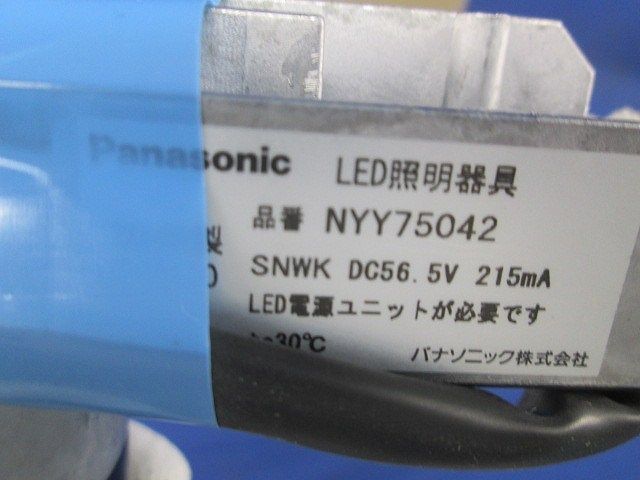 Panasonic LED照明器具
品番 NYY75042
SNWK DC56.5V 215mA
LED電源ユニットが必要です
30℃ パナソニック株式会社